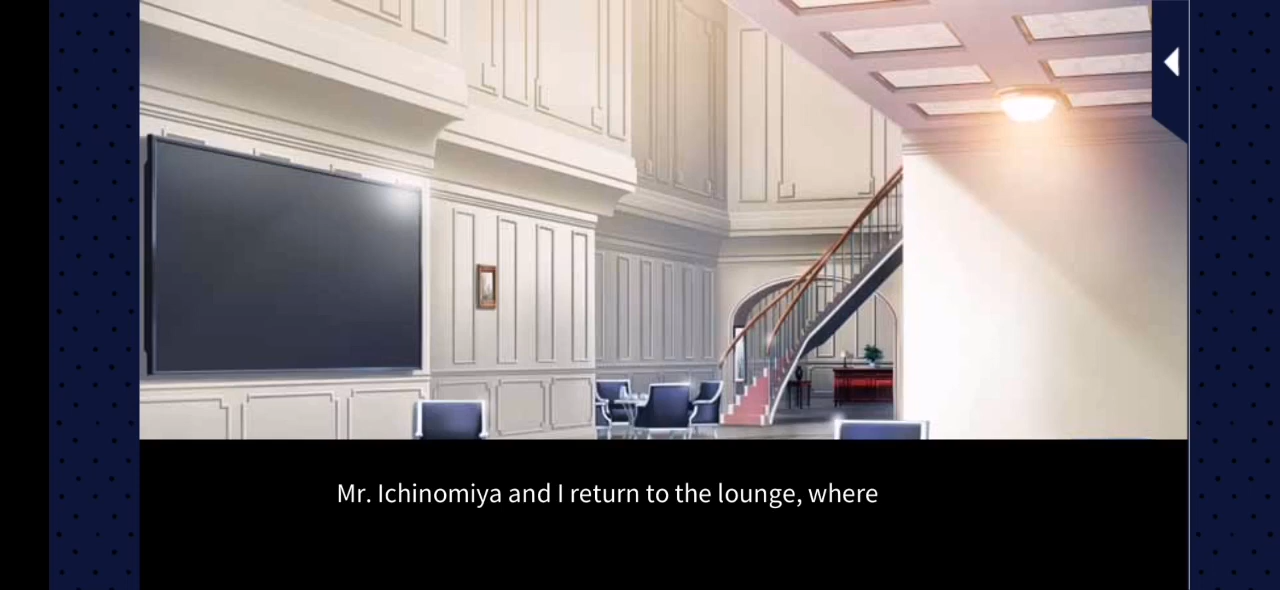 Mr. Ichinomiya and I return to the lounge, where